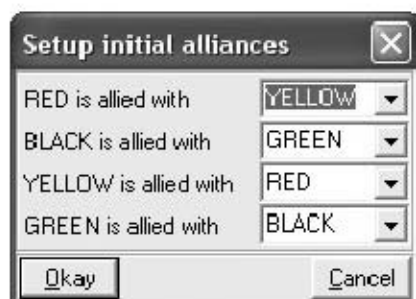 Setup initial alliances
RED is allied with YELLOW
BLACK is allied with GREEN
YELLOW is allied with RED
GREEN is allied with BLACK
Okay Cancel